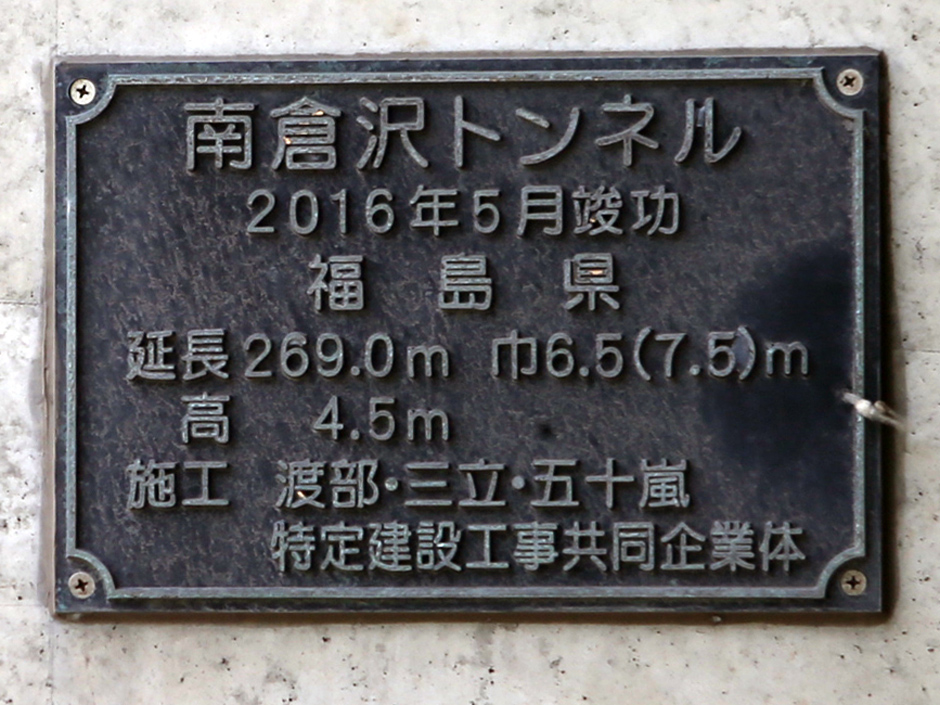 南倉沢トンネル
2016年5月竣功
福島県
延長269.0m 巾6.5(7.5)m
高 4.5m
施工 渡部・三立・五十嵐
特定建設工事共同企業体